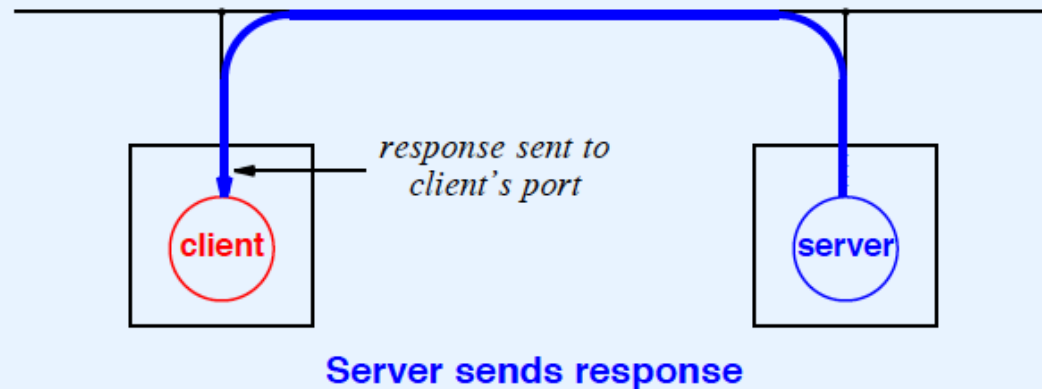 response sent to
client's port
client
server
Server sends response